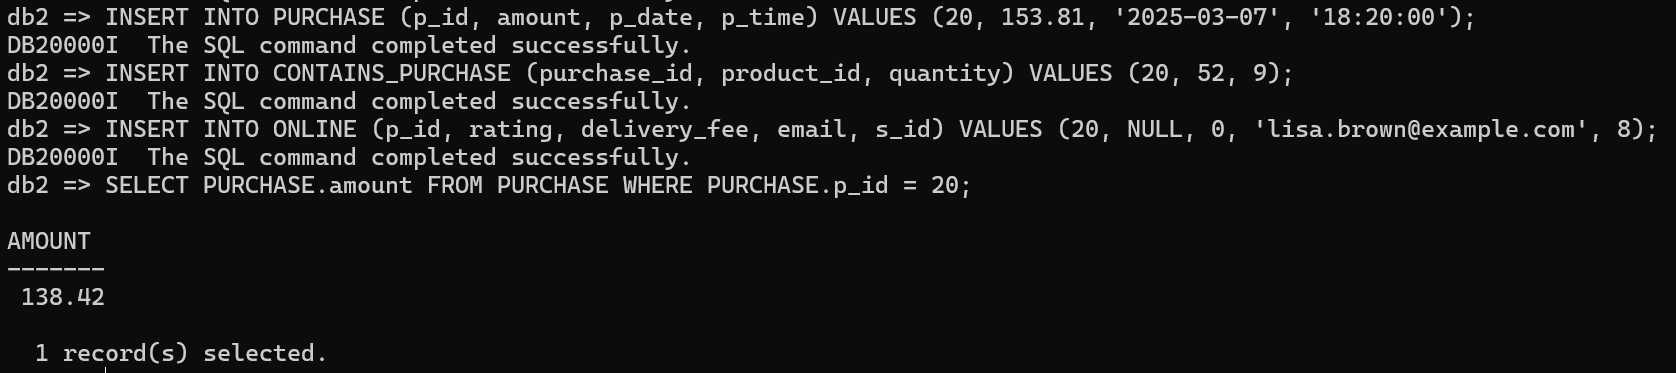 db2 => INSERT INTO PURCHASE (p_id, amount, p_date, p_time) VALUES (20, 153.81, '2025-03-07', '18:20:00');
DB20000I  The SQL command completed successfully.
db2 => INSERT INTO CONTAINS_PURCHASE (purchase_id, product_id, quantity) VALUES (20, 52, 9);
DB20000I  The SQL command completed successfully.
db2 => INSERT INTO ONLINE (p_id, rating, delivery_fee, email, s_id) VALUES (20, NULL, 0, 'lisa.brown@example.com', 8);
DB20000I  The SQL command completed successfully.
db2 => SELECT PURCHASE.amount FROM PURCHASE WHERE PURCHASE.p_id = 20;
AMOUNT
-------
138.42
1 record(s) selected.